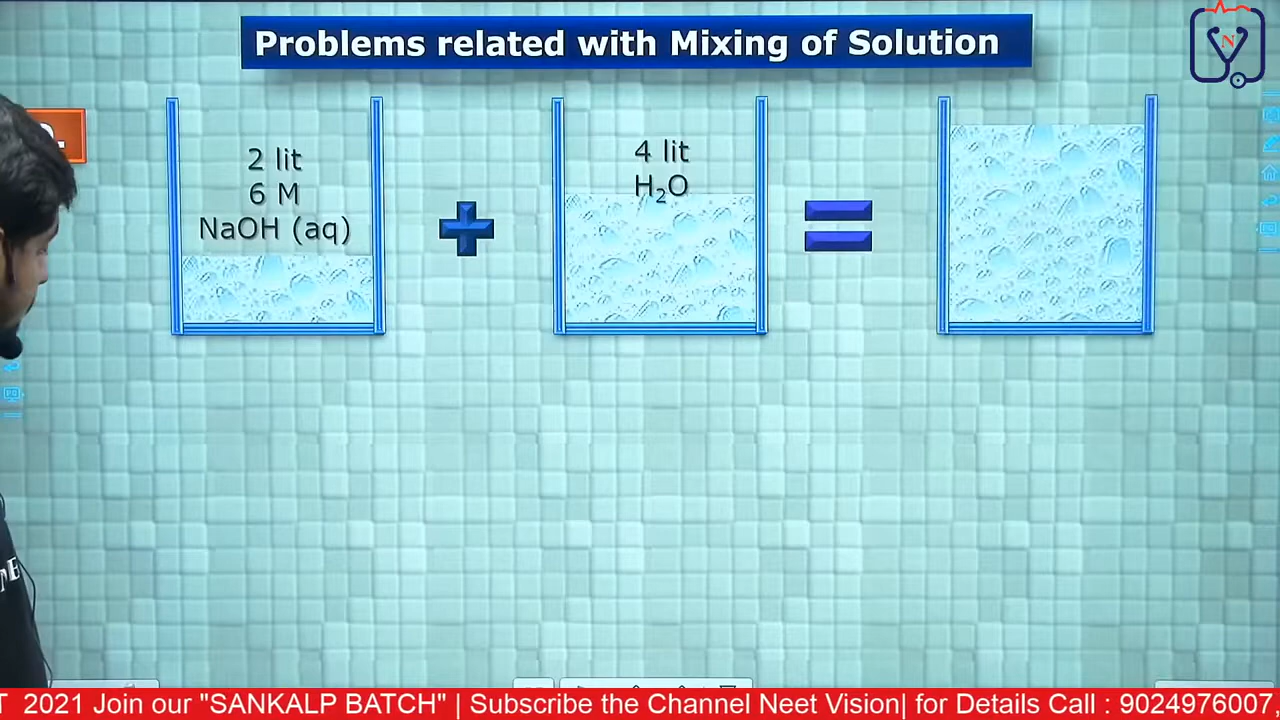 Problems related with Mixing of Solution
N
2 lit
6 M
NaOH (aq)
4 lit
H₂O
T 2021 Join our "SANKALP BATCH" | Subscribe the Channel Neet Vision| for Details Call : 9024976007,